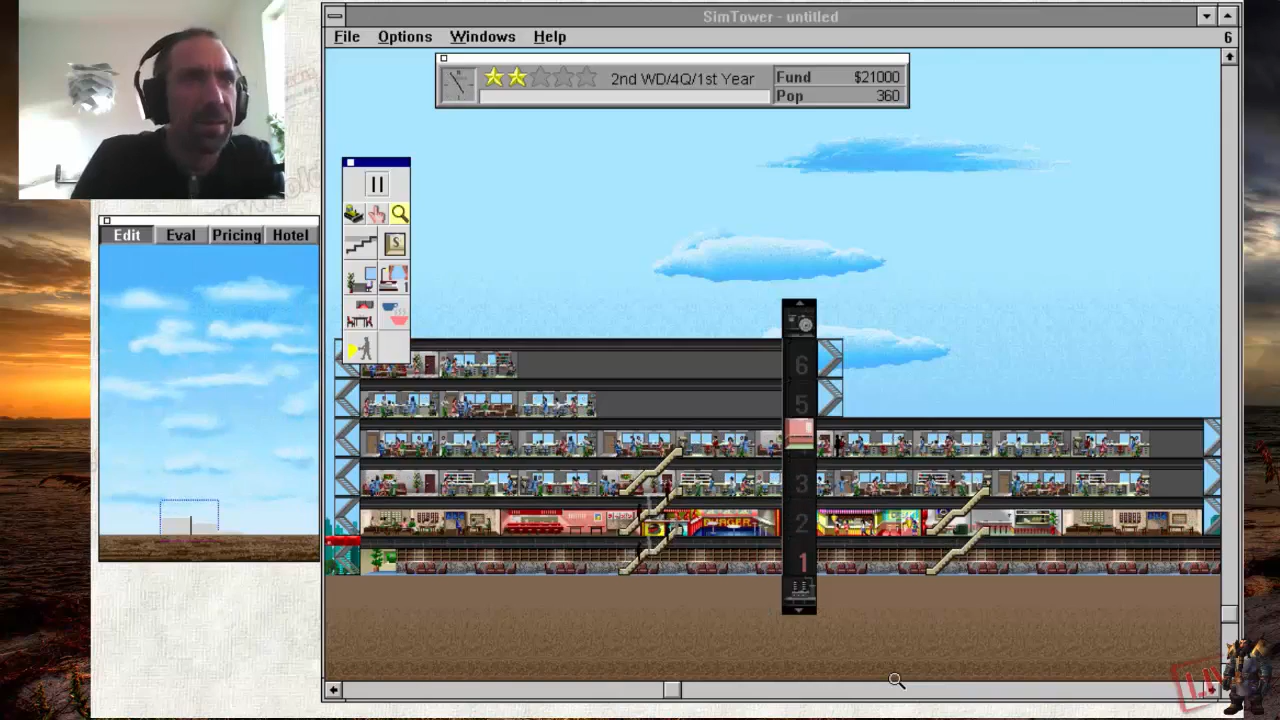 SimTower - untitled
File Options Windows Help
6
2nd WD/4Q/1st Year
Fund $21000
Pop 360
Edit Eval Pricing Hotel
S
1
6
5
3
2
BURGER
1